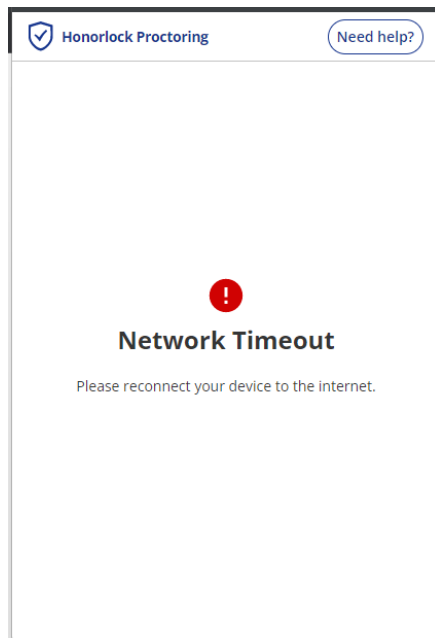 Honorlock Proctoring
Need help?
!
Network Timeout
Please reconnect your device to the internet.